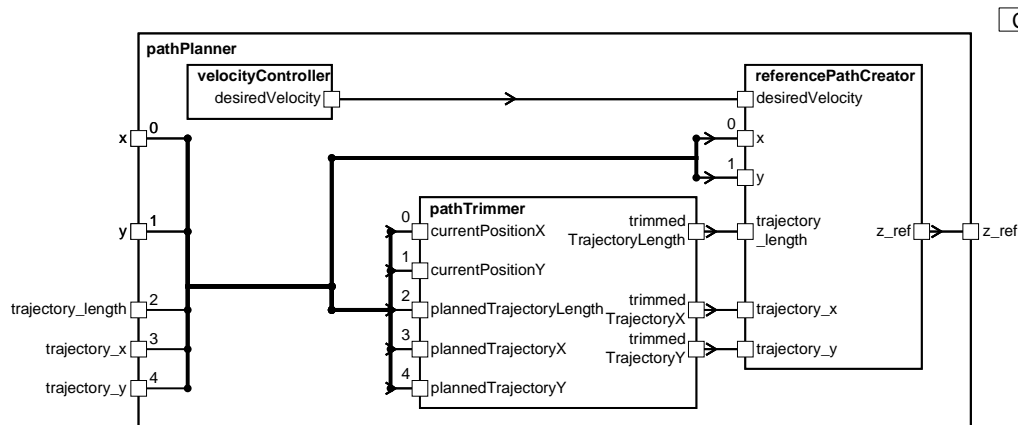 pathPlanner
velocityController
desiredVelocity
referencePathCreator
desiredVelocity
x
0
0
x
1
y
y
1
pathTrimmer
0
currentPositionX
trimmed
TrajectoryLength
trajectory
_length
z_ref
z_ref
1
currentPositionY
trajectory_length
2
2
plannedTrajectoryLength
trimmed
TrajectoryX
trajectory_x
trajectory_x
3
3
plannedTrajectoryX
trimmed
TrajectoryY
trajectory_y
trajectory_y
4
4
plannedTrajectoryY